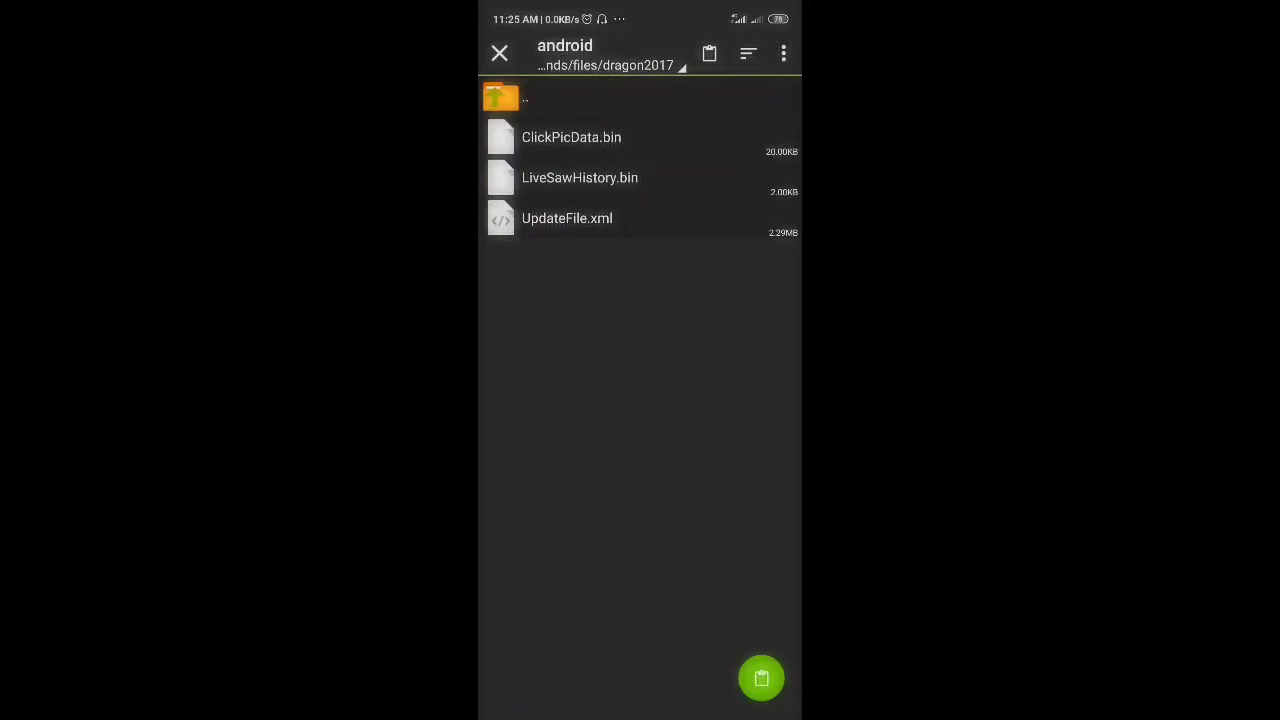 11:25 AM | 0.0KB/s ···
78
android
...nds/files/dragon2017
..
ClickPicData.bin
20.00KB
LiveSawHistory.bin
2.00KB
UpdateFile.xml
2.29MB